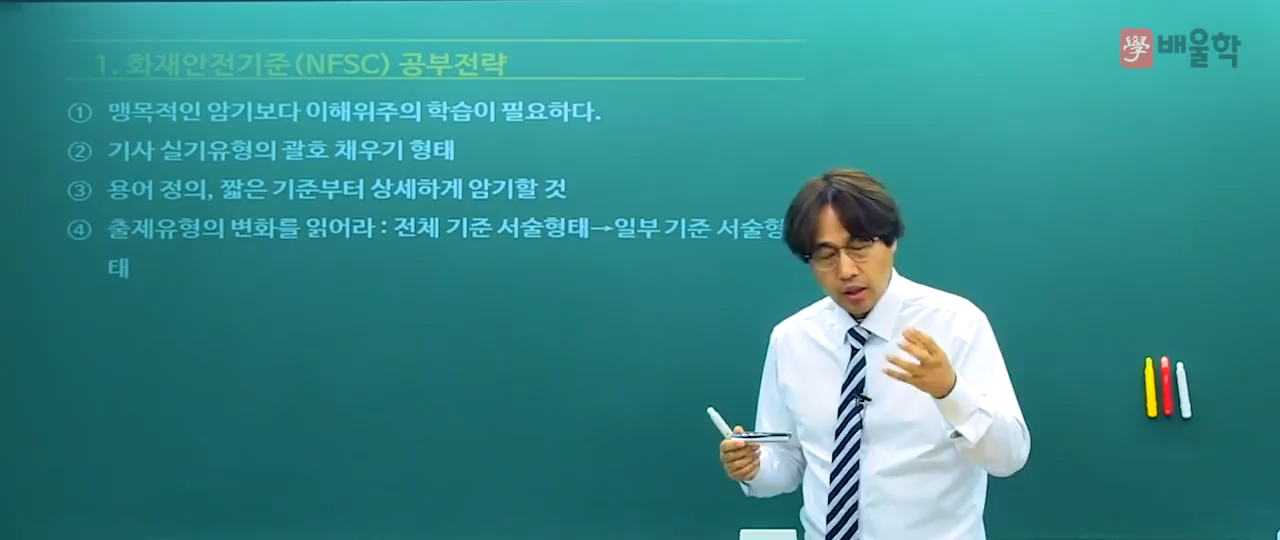 學 배울학
1. 화재안전기준(NFSC) 공부전략
① 맹목적인 암기보다 이해위주의 학습이 필요하다.
② 기사 실기유형의 괄호 채우기 형태
③ 용어 정의, 짧은 기준부터 상세하게 암기할 것
④ 출제유형의 변화를 읽어라 : 전체 기준 서술형태→일부 기준 서술형
태